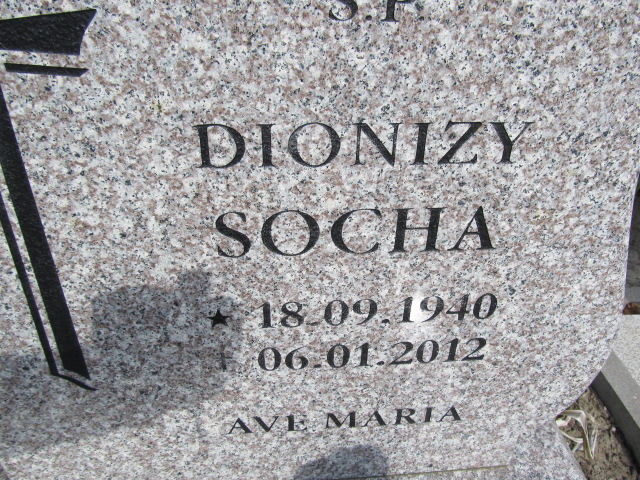 S.P.
DIONIZY
SOCHA
★ 18.09.1940
† 06.01.2012
AVE MARIA